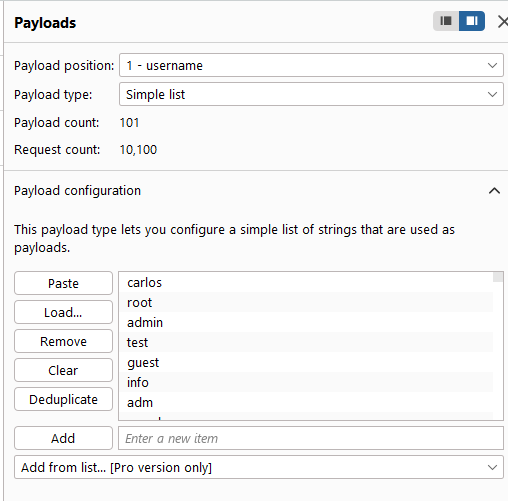 Payloads
Payload position: 1 - username
Payload type: Simple list
Payload count: 101
Request count: 10,100
Payload configuration
This payload type lets you configure a simple list of strings that are used as
payloads.
Paste
Load...
Remove
Clear
Deduplicate
carlos
root
admin
test
guest
info
adm
Add
Enter a new item
Add from list... [Pro version only]